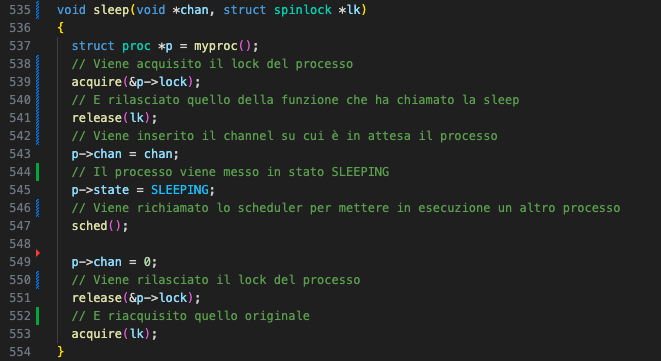 535 void sleep(void *chan, struct spinlock *lk)
536 {
537 struct proc *p = myproc();
538 // Viene acquisito il lock del processo
539 acquire(&p->lock);
540 // E rilasciato quello della funzione che ha chiamato la sleep
541 release(lk);
542 // Viene inserito il channel su cui è in attesa il processo
543 p->chan = chan;
544 // Il processo viene messo in stato SLEEPING
545 p->state = SLEEPING;
546 // Viene richiamato lo scheduler per mettere in esecuzione un altro processo
547 sched();
548
549 p->chan = 0;
550 // Viene rilasciato il lock del processo
551 release(&p->lock);
552 // E riacquisito quello originale
553 acquire(lk);
554 }